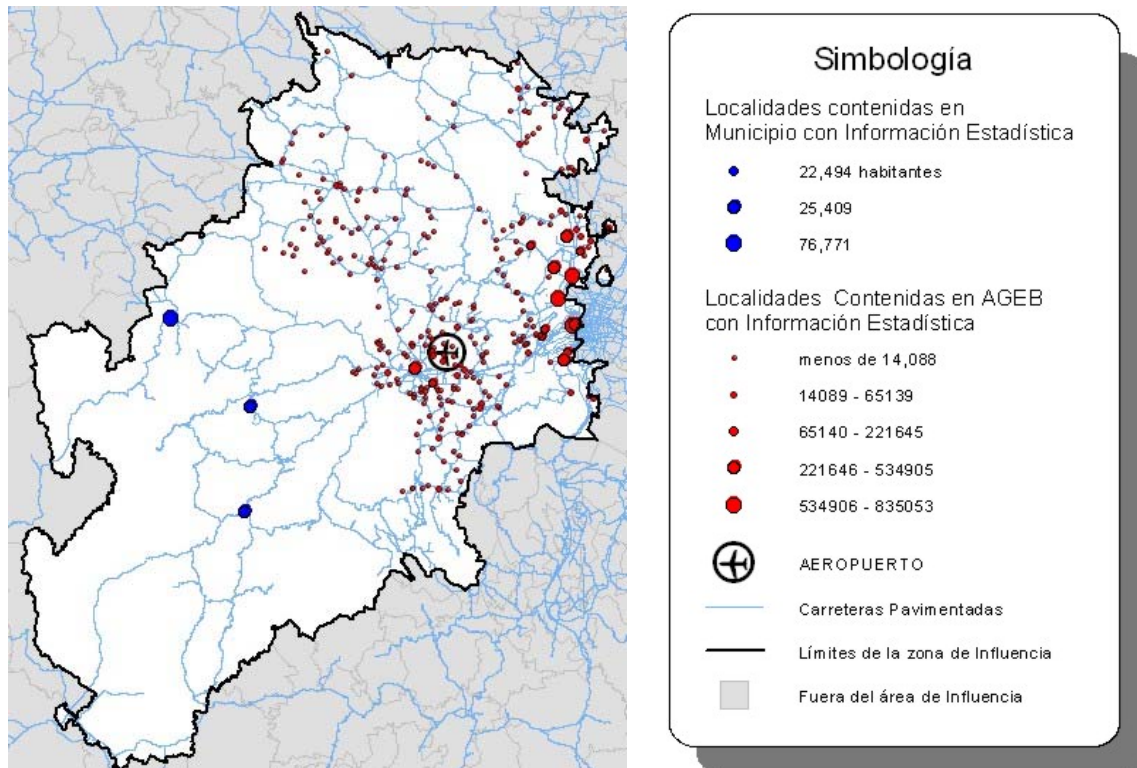 Simbología
Localidades contenidas en
Municipio con Información Estadística
22,494 habitantes
25,409
76,771
Localidades Contenidas en AGEB
con Información Estadística
menos de 14,088
14089 - 65139
65140 - 221645
221646 - 534905
534906 - 835053
AEROPUERTO
Carreteras Pavimentadas
Límites de la zona de Influencia
Fuera del área de Influencia